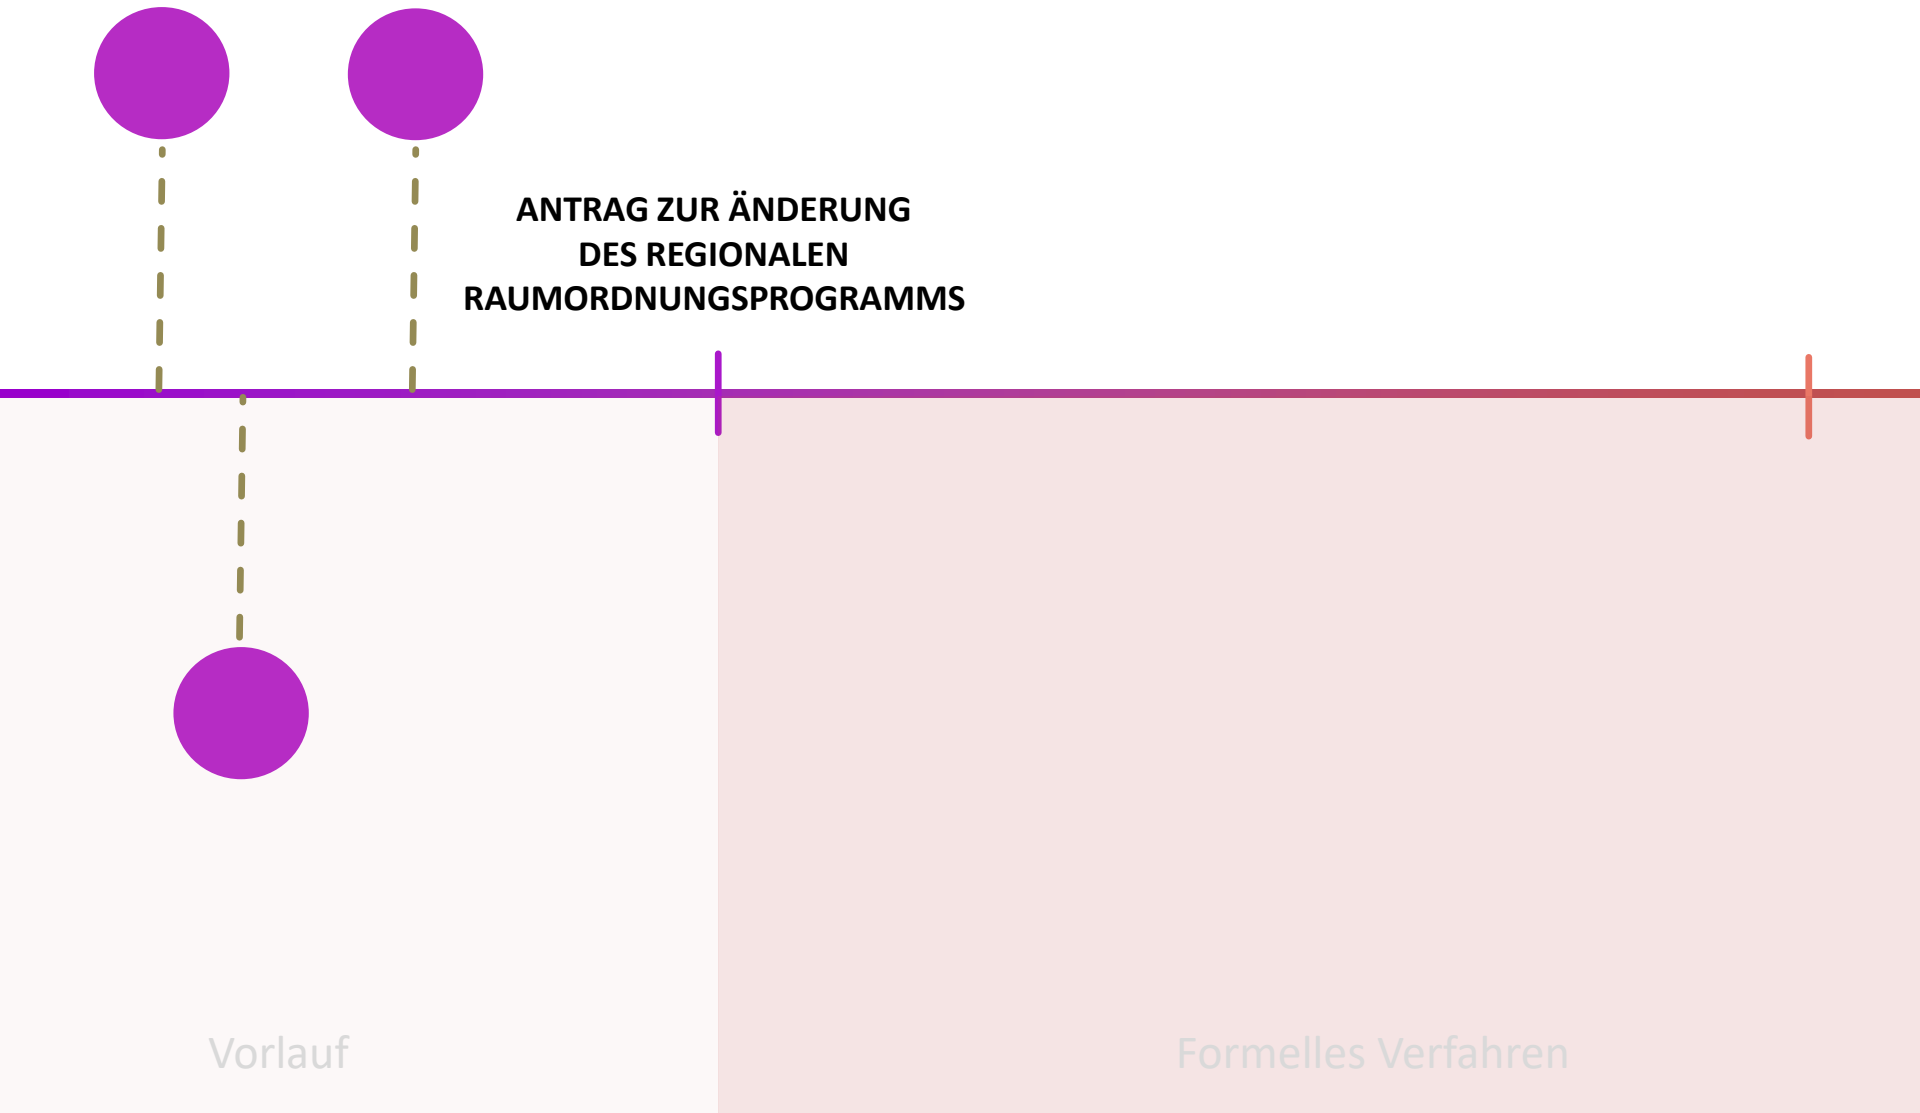 ANTRAG ZUR ÄNDERUNG
DES REGIONALEN
RAUMORDNUNGSPROGRAMMS
Vorlauf
Formelles Verfahren